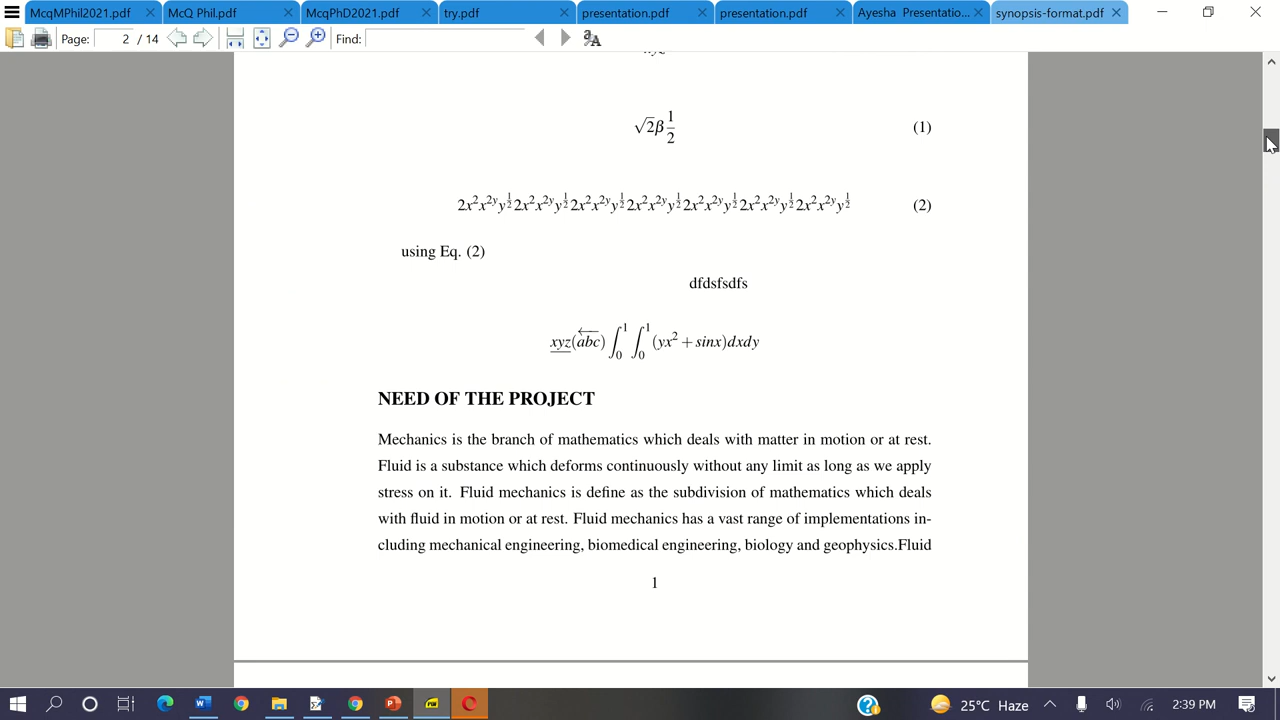 McqMPhil2021.pdf McQ Phil.pdf McqPhD2021.pdf try.pdf presentation.pdf presentation.pdf Ayesha Presentatio... synopsis-format.pdf
Page: 2 / 14 Find:
√2β 1/2 (1)
2x²x^{2y}y^{1/2}2x²x^{2y}y^{1/2}2x²x^{2y}y^{1/2}2x²x^{2y}y^{1/2}2x²x^{2y}y^{1/2}2x²x^{2y}y^{1/2}2x²x^{2y}y^{1/2} (2)
using Eq. (2)
dfdsfsdfs
xyz(abc) ∫₀¹ ∫₀¹ (yx² + sinx)dxdy
NEED OF THE PROJECT
Mechanics is the branch of mathematics which deals with matter in motion or at rest.
Fluid is a substance which deforms continuously without any limit as long as we apply
stress on it. Fluid mechanics is define as the subdivision of mathematics which deals
with fluid in motion or at rest. Fluid mechanics has a vast range of implementations in-
cluding mechanical engineering, biomedical engineering, biology and geophysics.Fluid
1
25°C Haze 2:39 PM